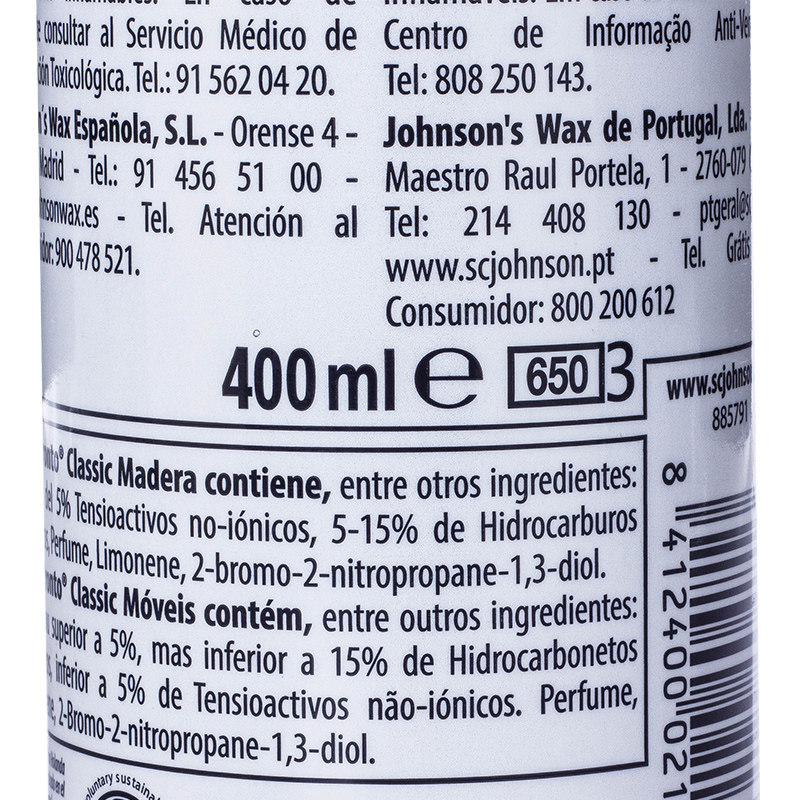 consultar al Servicio Médico de
Toxicológica. Tel.: 91 562 04 20.
Wax Española, S.L. - Orense 4 -
Madrid - Tel.: 91 456 51 00 -
Tel. Atención al
900 478 521.
Centro de Informação
Tel: 808 250 143.
Johnson's Wax de Portugal, Lda.
Maestro Raul Portela, 1 - 2760-079
Tel: 214 408 130 -
www.scjohnson.pt - Tel. Grátis
Consumidor: 800 200 612
400 ml ℮ 650 3
885791
Classic Madera contiene, entre otros ingredientes:
del 5% Tensioactivos no-iónicos, 5-15% de Hidrocarburos
Perfume, Limonene, 2-bromo-2-nitropropane-1,3-diol.
Classic Móveis contém, entre outros ingredientes:
superior a 5%, mas inferior a 15% de Hidrocarbonetos
inferior a 5% de Tensioactivos não-iónicos. Perfume,
2-Bromo-2-nitropropane-1,3-diol.
8 412400 021